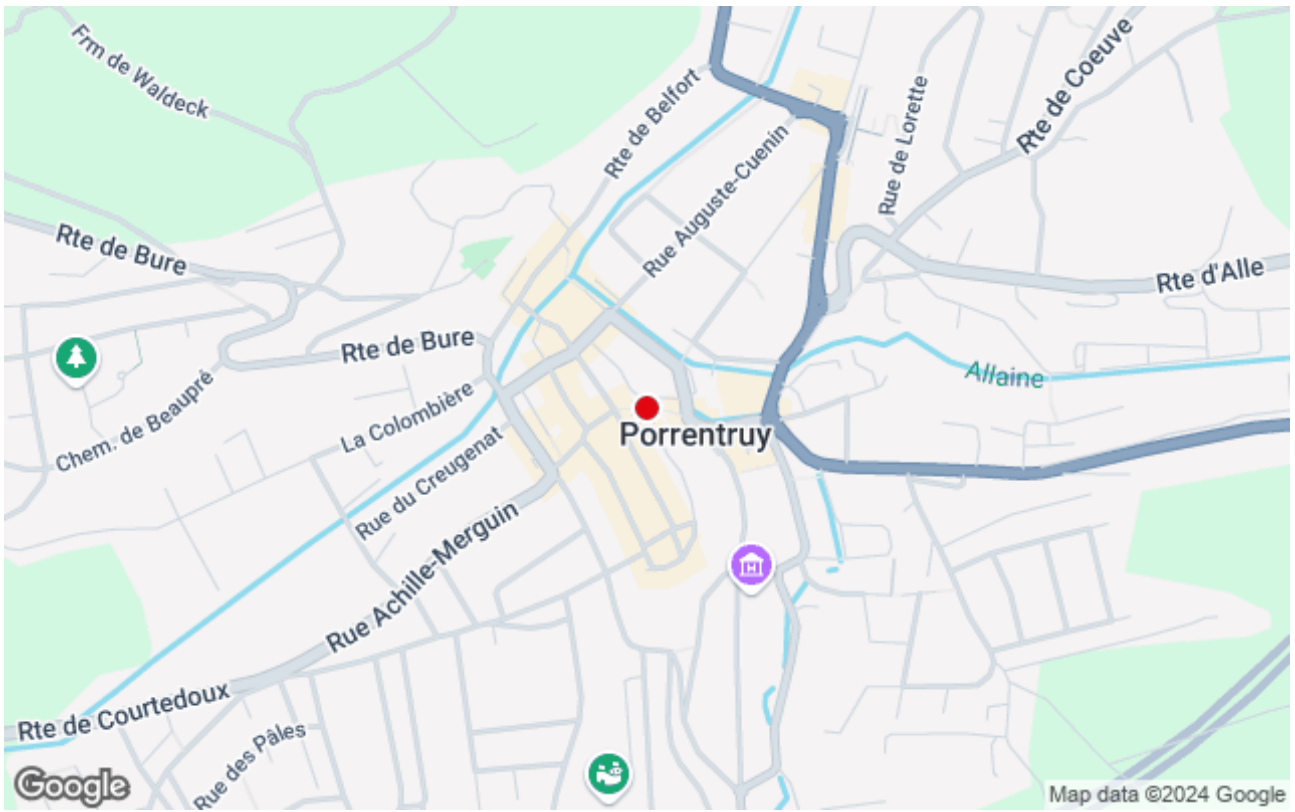 Frm de Waldeck
Rte de Belfort
Rue Auguste-Cuenin
Rue de Lorette
Rte de Coeuve
Rte de Bure
Rte d'Alle
Rte de Bure
Allaine
Chem. de Beaupré
La Colombière
Porrentruy
Rue du Creugenat
Rue Achille-Merguin
H
Rte de Courtedoux
Rue des Pâles
Google
Map data ©2024 Google